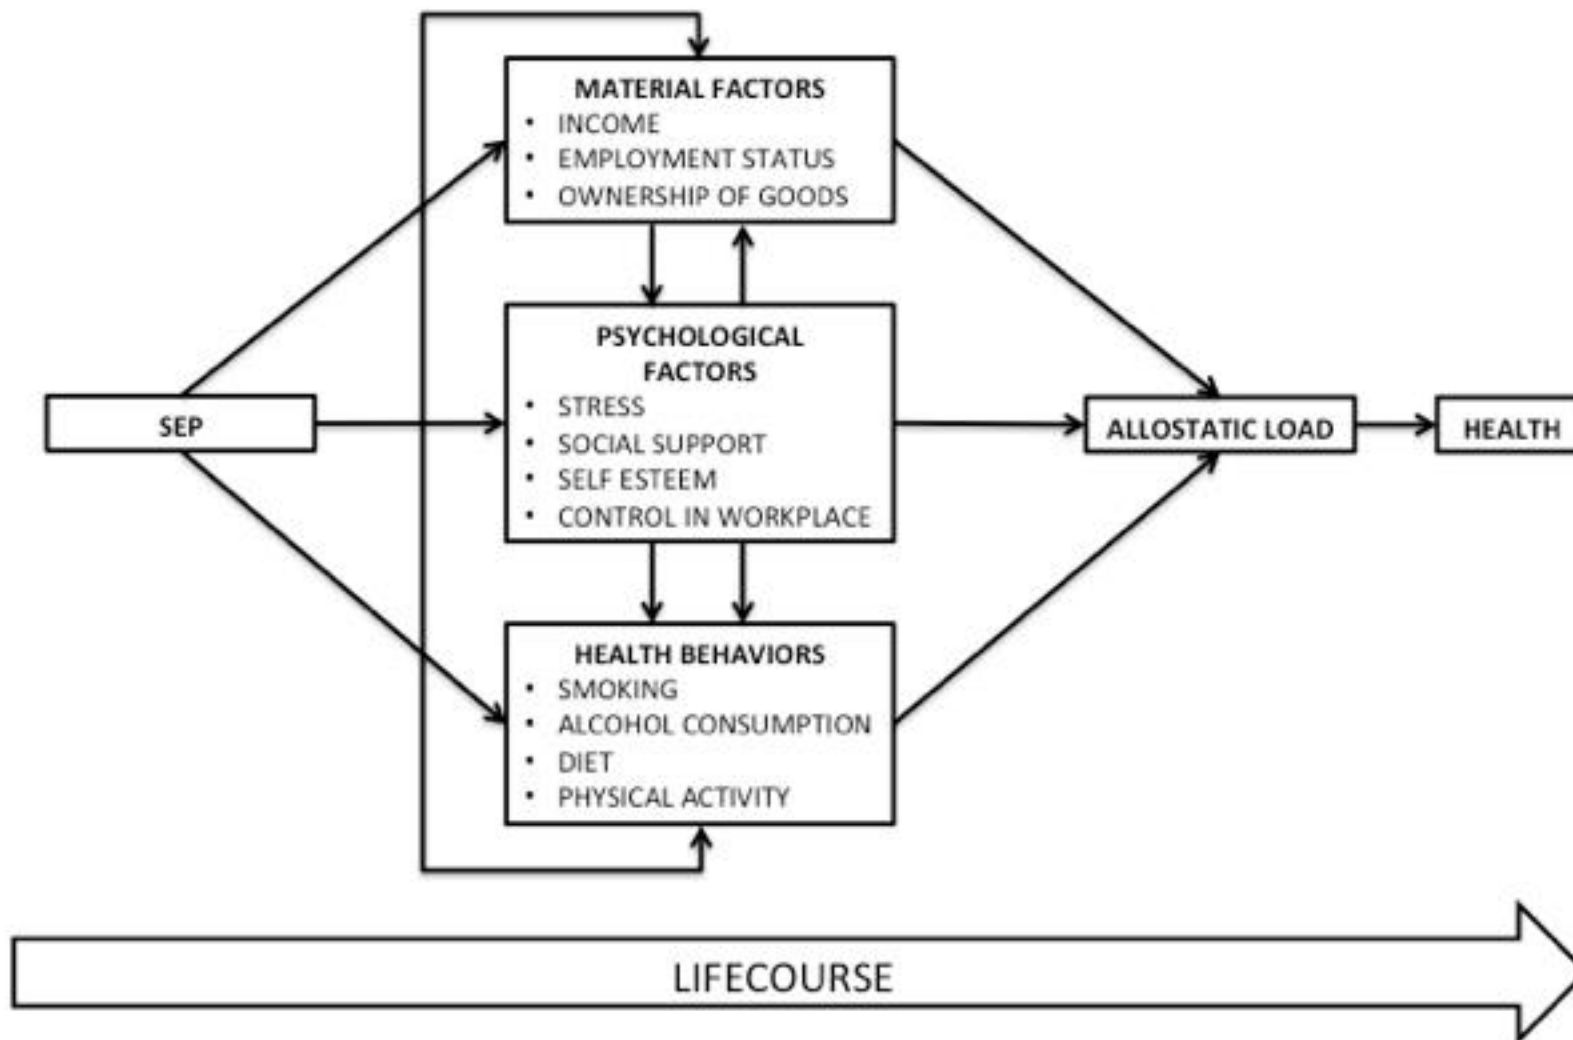 MATERIAL FACTORS
• INCOME
• EMPLOYMENT STATUS
• OWNERSHIP OF GOODS
PSYCHOLOGICAL
FACTORS
• STRESS
• SOCIAL SUPPORT
• SELF ESTEEM
• CONTROL IN WORKPLACE
SEP
ALLOSTATIC LOAD
HEALTH
HEALTH BEHAVIORS
• SMOKING
• ALCOHOL CONSUMPTION
• DIET
• PHYSICAL ACTIVITY
LIFECOURSE